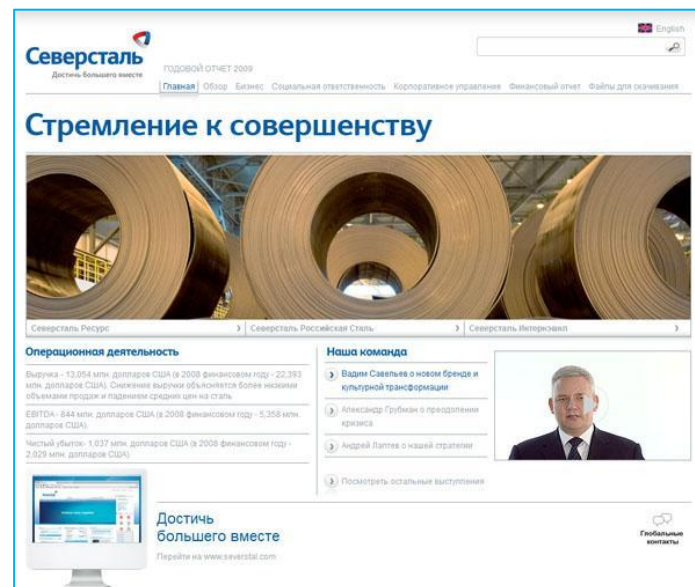 English
Северсталь
Достичь большего вместе
ГОДОВОЙ ОТЧЕТ 2009
Главная Обзор Бизнес Социальная ответственность Корпоративное управление Финансовый отчет Файлы для скачивания
Стремление к совершенству
Северсталь Ресурс
Северсталь Российская Сталь
Северсталь Интернэшнл
Операционная деятельность
Выручка - 13,054 млн. долларов США (в 2008 финансовом году - 22,393
млн. долларов США). Снижение выручки объясняется более низкими
объемами продаж и падением средних цен на сталь
EBITDA- 844 млн. долларов США (в 2008 финансовом году - 5,358 млн.
долларов США).
Чистый убыток- 1,037 млн. долларов США (в 2008 финансовом году -
2,029 млн. долларов США)
Наша команда
Вадим Савельев о новом бренде и
культурной трансформации
Александр Грубман о преодолении
кризиса
Андрей Лаптев о нашей стратегии
Посмотреть остальные выступления
Достичь
большего вместе
Перейти на www.severstal.com
Глобальные
контакты